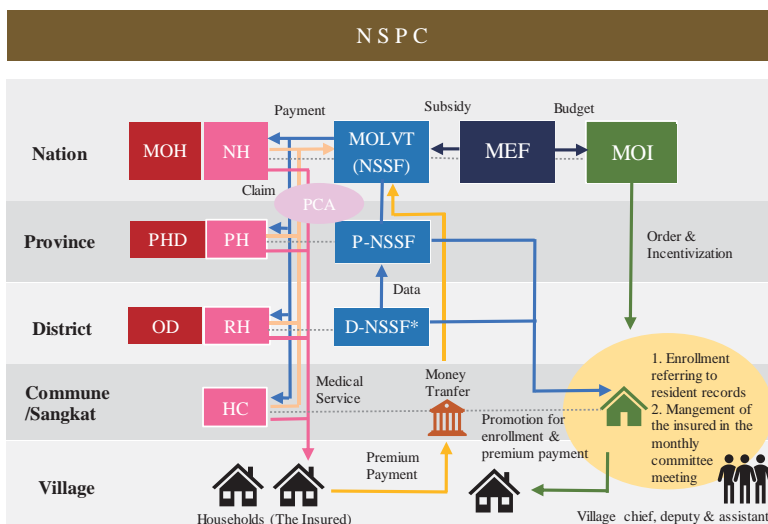 NSPC
Payment
Subsidy
Budget
Nation
MOH
NH
MOLVT
(NSSF)
MEF
MOI
Claim
PCA
Province
PHD
PH
P-NSSF
Order &
Incentivization
Data
District
OD
RH
D-NSSF*
Commune
/Sangkat
HC
Medical
Service
Money
Tranfer
1. Enrollment
referring to
resident records
2. Mangement of
the insured in the
monthly
committee
meeting
Promotion for
enrollment &
premium payment
Premium
Payment
Village
Households (The Insured)
Village chief, deputy & assistant